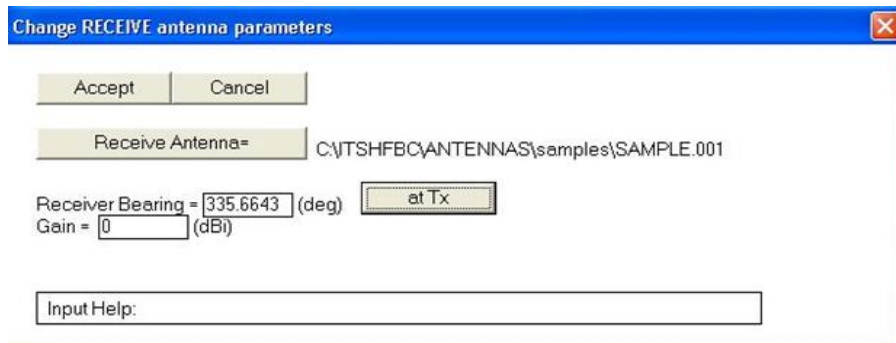 Change RECEIVE antenna parameters
Accept Cancel
Receive Antenna= C:\ITSHFBC\ANTENNAS\samples\SAMPLE.001
Receiver Bearing = 335.6643 (deg) at Tx
Gain = 0 (dBi)
Input Help: